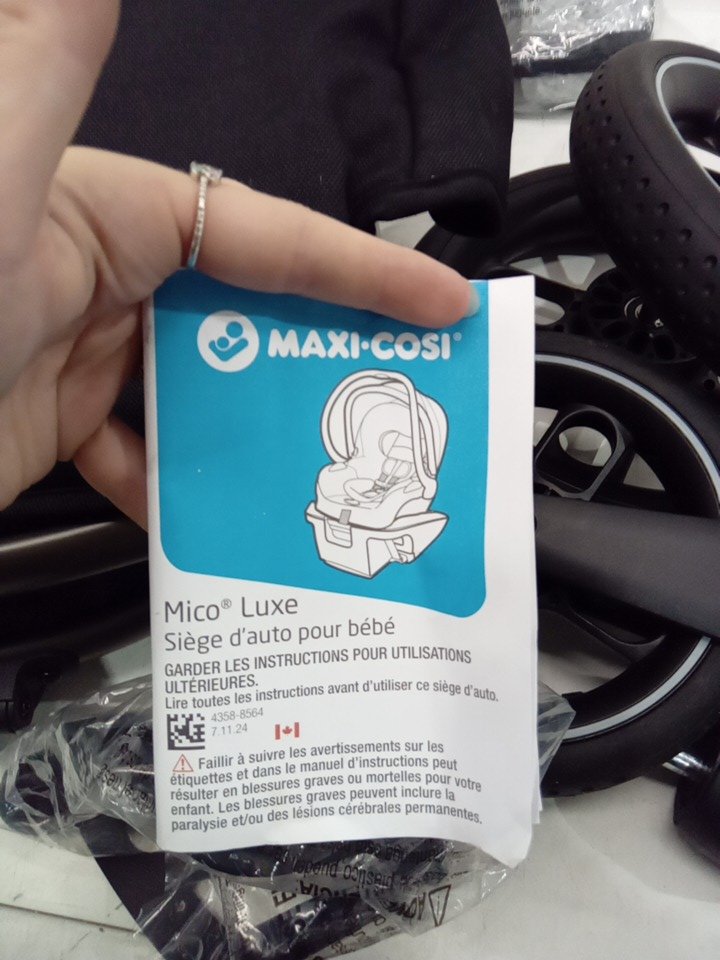 MAXI-COSI®
Mico® Luxe
Siège d'auto pour bébé
GARDER LES INSTRUCTIONS POUR UTILISATIONS
ULTÉRIEURES.
Lire toutes les instructions avant d'utiliser ce siège d'auto.
4358-8564
7.11.24
Faillir à suivre les avertissements sur les
étiquettes et dans le manuel d'instructions peut
résulter en blessures graves ou mortelles pour votre
enfant. Les blessures graves peuvent inclure la
paralysie et/ou des lésions cérébrales permanentes.